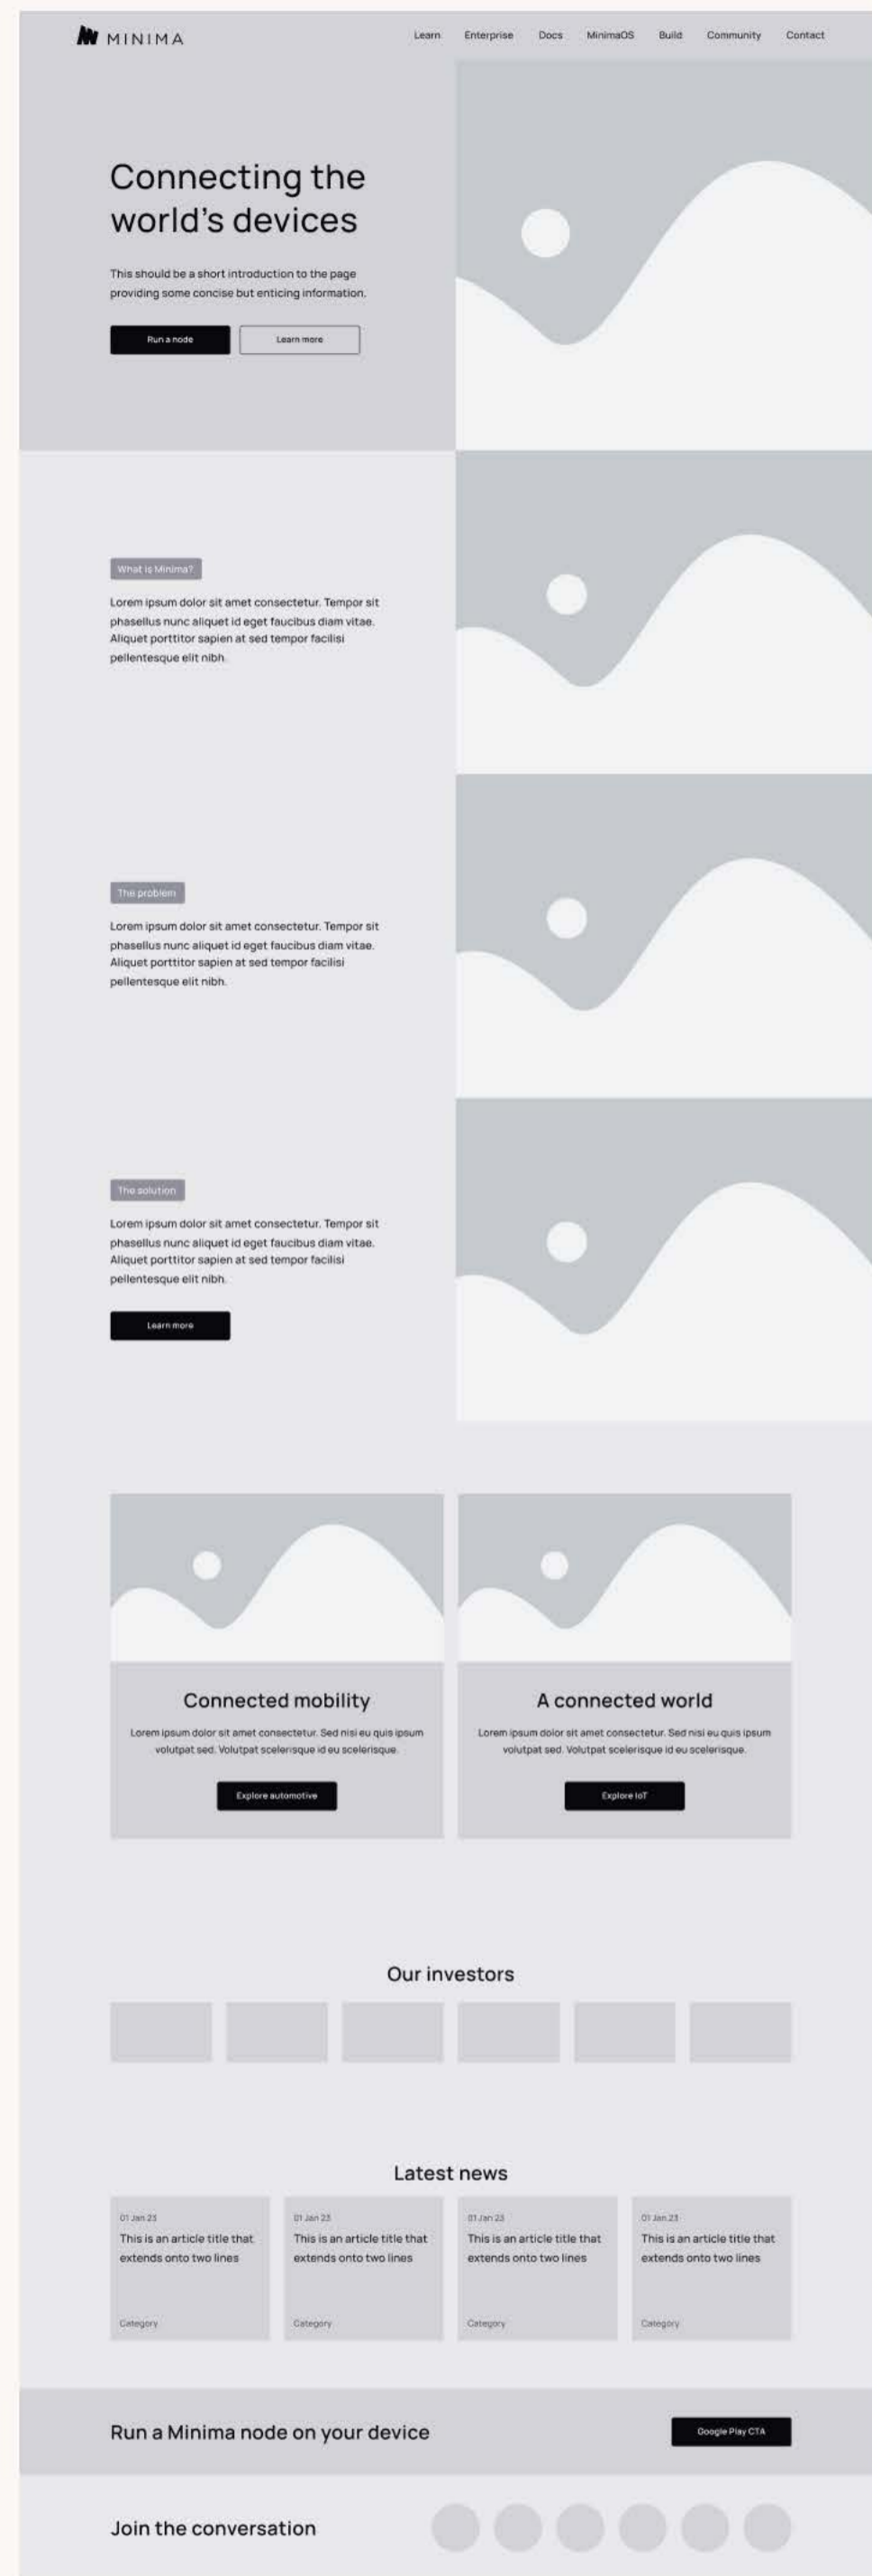 MINIMA
Learn Enterprise Docs MinimaOS Build Community Contact
Connecting the
world's devices
This should be a short introduction to the page
providing some concise but enticing information.
Run a node
Learn more
What is Minima?
Lorem ipsum dolor sit amet consectetur. Tempor sit
phasellus nunc aliquet id eget faucibus diam vitae.
Aliquet porttitor sapien at sed tempor facilisi
pellentesque elit nibh.
The problem
Lorem ipsum dolor sit amet consectetur. Tempor sit
phasellus nunc aliquet id eget faucibus diam vitae.
Aliquet porttitor sapien at sed tempor facilisi
pellentesque elit nibh.
The solution
Lorem ipsum dolor sit amet consectetur. Tempor sit
phasellus nunc aliquet id eget faucibus diam vitae.
Aliquet porttitor sapien at sed tempor facilisi
pellentesque elit nibh.
Learn more
Connected mobility
Lorem ipsum dolor sit amet consectetur. Sed nisi eu quis ipsum
volutpat sed. Volutpat scelerisque id eu scelerisque.
Explore automotive
A connected world
Lorem ipsum dolor sit amet consectetur. Sed nisi eu quis ipsum
volutpat sed. Volutpat scelerisque id eu scelerisque.
Explore IoT
Our investors
Latest news
01 Jan 23
This is an article title that
extends onto two lines
Category
01 Jan 23
This is an article title that
extends onto two lines
Category
01 Jan 23
This is an article title that
extends onto two lines
Category
01 Jan 23
This is an article title that
extends onto two lines
Category
Run a Minima node on your device
Google Play CTA
Join the conversation